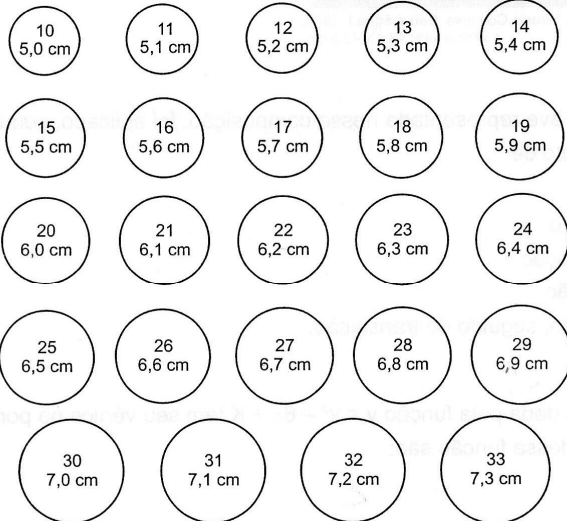 10 11 12 13 14
5,0 cm 5,1 cm 5,2 cm 5,3 cm 5,4 cm
15 16 17 18 19
5,5 cm 5,6 cm 5,7 cm 5,8 cm 5,9 cm
20 21 22 23 24
6,0 cm 6,1 cm 6,2 cm 6,3 cm 6,4 cm
25 26 27 28 29
6,5 cm 6,6 cm 6,7 cm 6,8 cm 6,9 cm
30 31 32 33
7,0 cm 7,1 cm 7,2 cm 7,3 cm